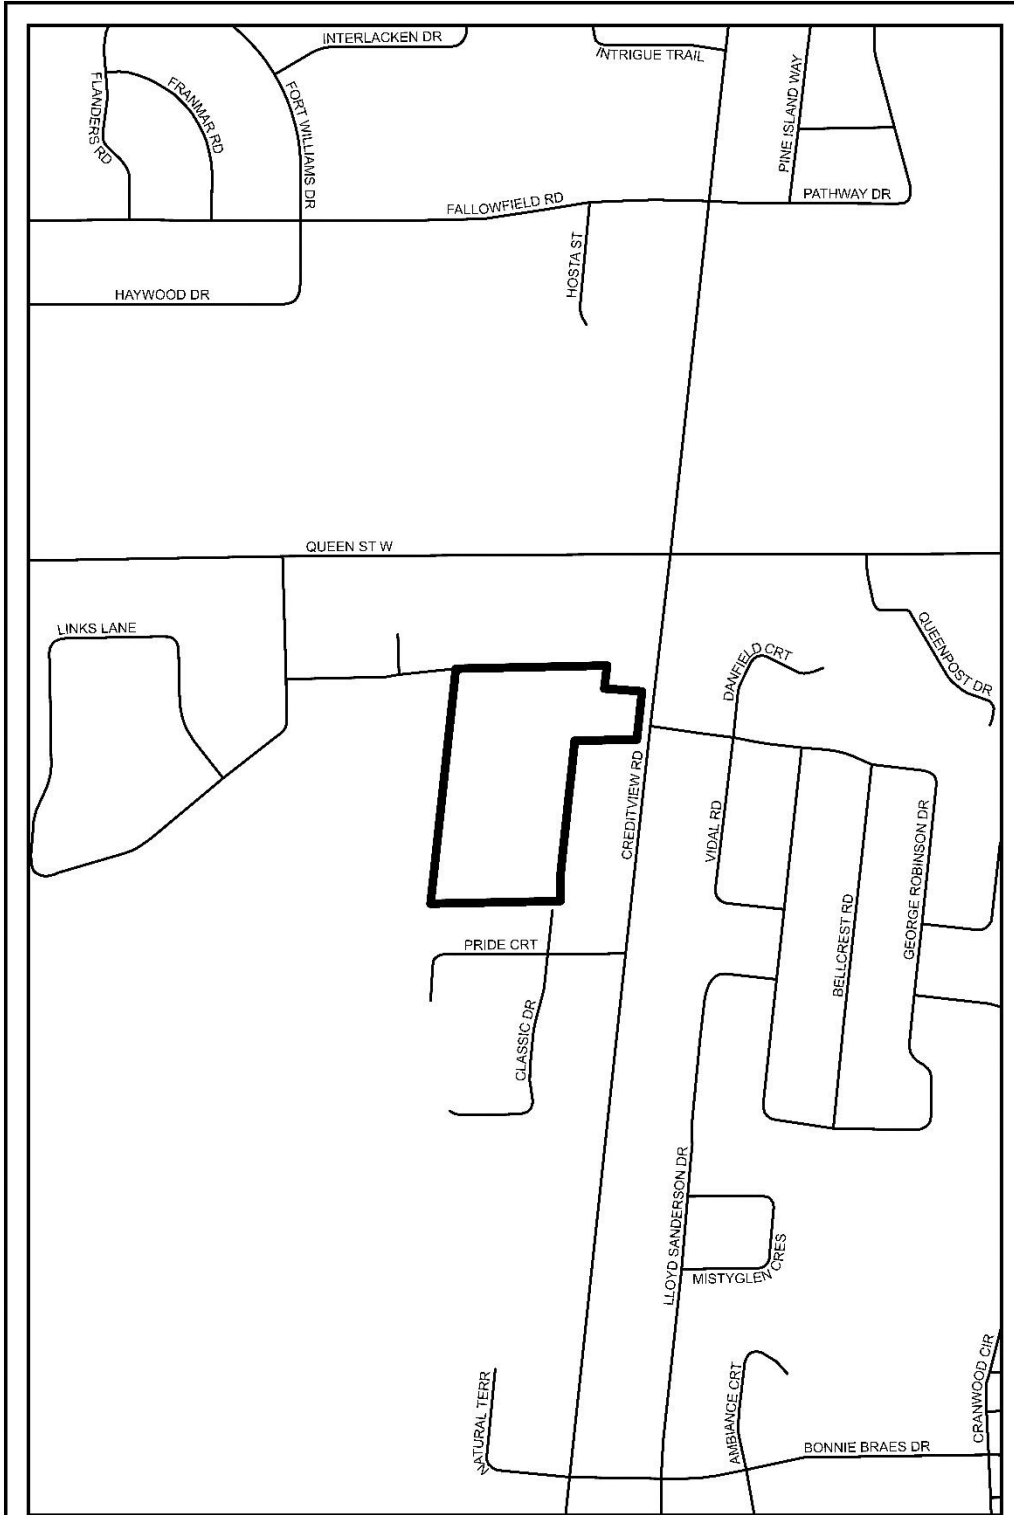 INTERLACKEN DR
INTRIGUE TRAIL
PINE ISLAND WAY
FLANDERS RD
FRANMAR RD
FORT WILLIAMS DR
FALLOWFIELD RD
PATHWAY DR
HOSTA ST
HAYWOOD DR
QUEEN ST W
LINKS LANE
DANFIELD CRT
QUEENPOST DR
CREDITVIEW RD
VIDAL RD
GEORGE ROBINSON DR
BELLCREST RD
PRIDE CRT
CLASSIC DR
LLOYD SANDERSON DR
MISTYGLEN CRES
NATURAL TERR
AMBIANCE CRT
CRANWOOD CIR
BONNIE BRAES DR